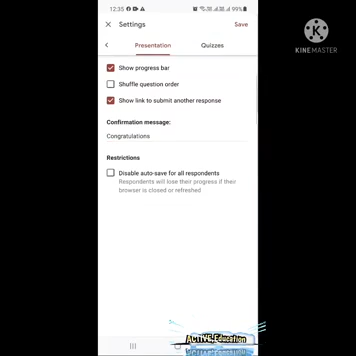 12:35
99%
Settings
Save
Presentation
Quizzes
Show progress bar
Shuffle question order
Show link to submit another response
Confirmation message:
Congratulations
Restrictions
Disable auto-save for all respondents
Respondents will lose their progress if their
browser is closed or refreshed
KINEMASTER
ACTIVE Education